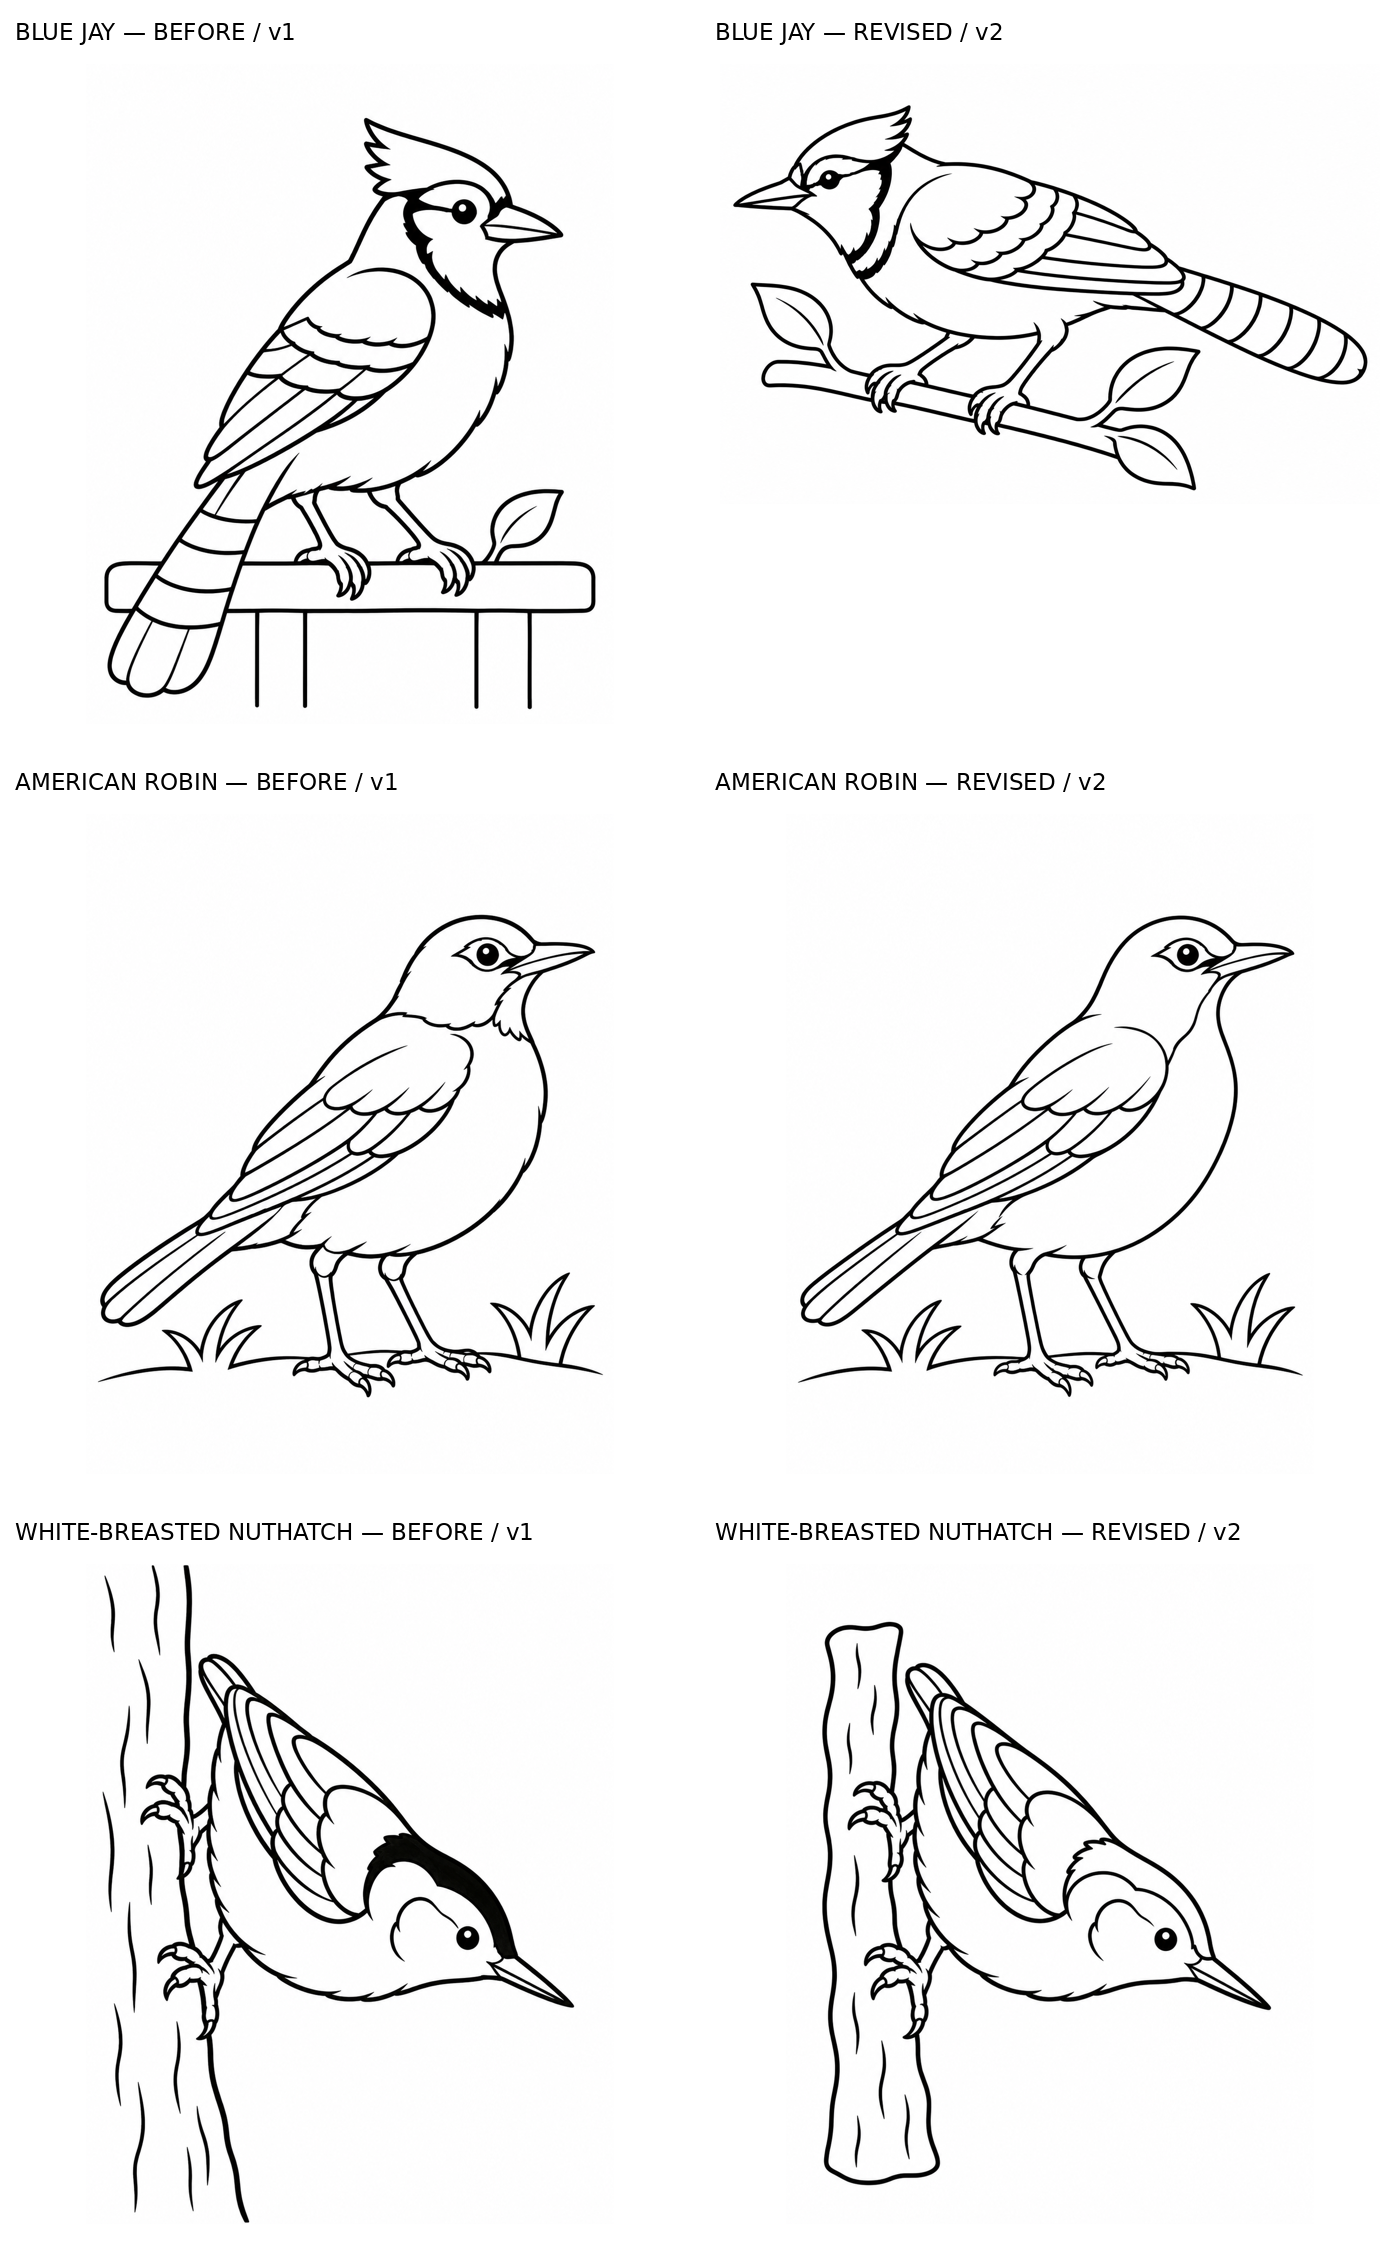 BLUE JAY — BEFORE / v1
BLUE JAY — REVISED / v2
AMERICAN ROBIN — BEFORE / v1
AMERICAN ROBIN — REVISED / v2
WHITE-BREASTED NUTHATCH — BEFORE / v1
WHITE-BREASTED NUTHATCH — REVISED / v2